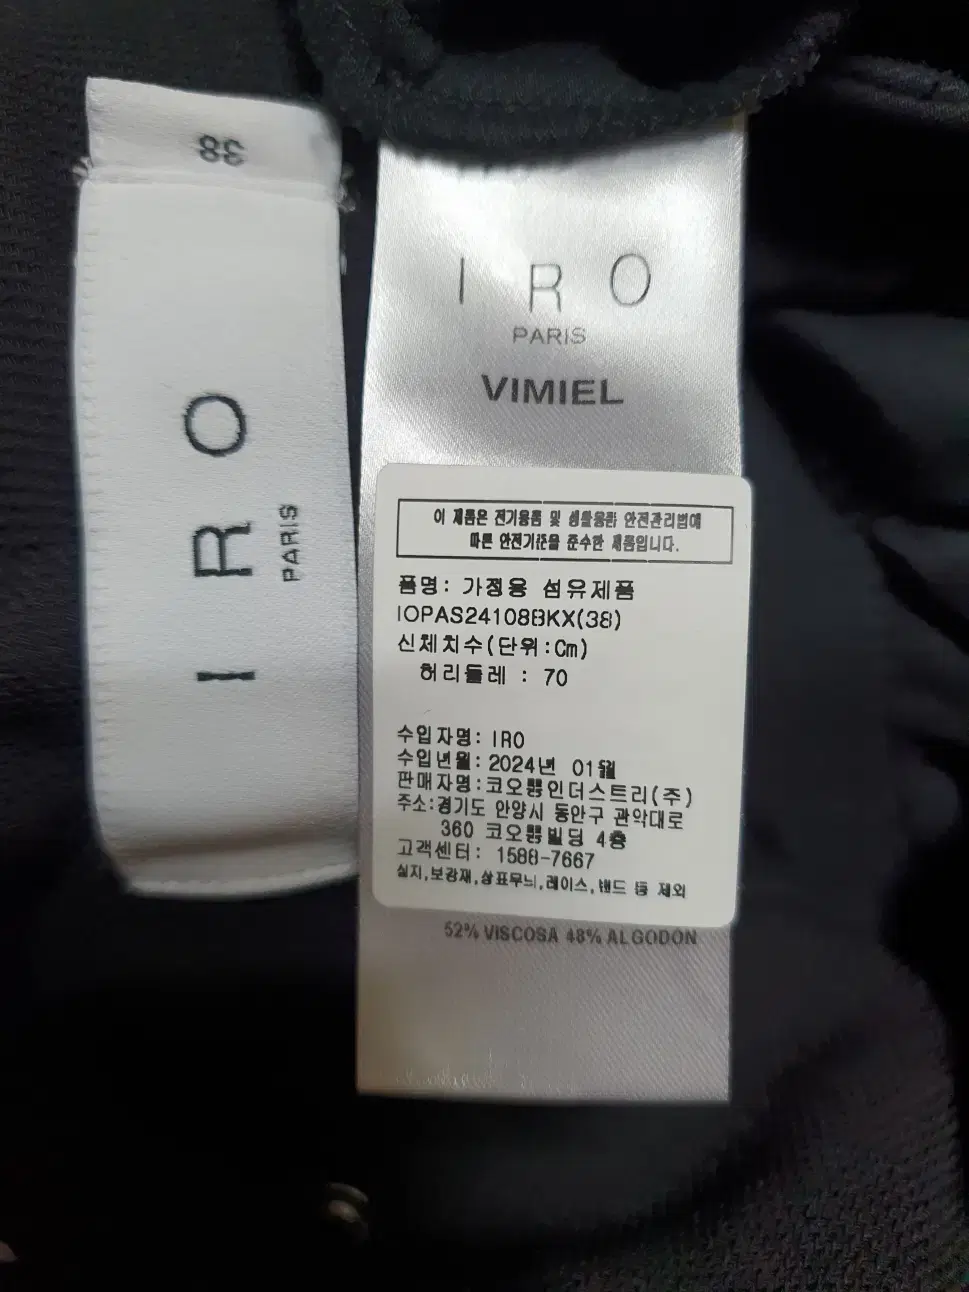 38
IRO
PARIS
I R O
PARIS
VIMIEL
이 제품은 전기용품 및 생활용품 안전관리법에
따른 안전기준을 준수한 제품입니다.
품명: 가정용 섬유제품
IOPAS24108BKX(38)
신체치수(단위:Cm)
허리둘레 : 70
수입자명: IRO
수입년월: 2024년 01월
판매자명:코오롱인더스트리(주)
주소:경기도 안양시 동안구 관악대로
360 코오롱빌딩 4층
고객센터: 1588-7667
실지,보강재,상표무늬,레이스,밴드 등 제외
52% VISCOSA 48% ALGODON